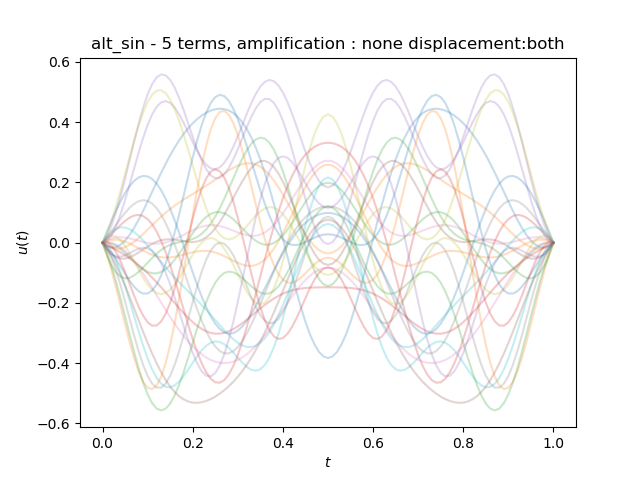 alt_sin - 5 terms, amplification : none displacement:both
0.6
0.4
0.2
0.0
−0.2
−0.4
−0.6
u(t)
0.0 0.2 0.4 0.6 0.8 1.0
t